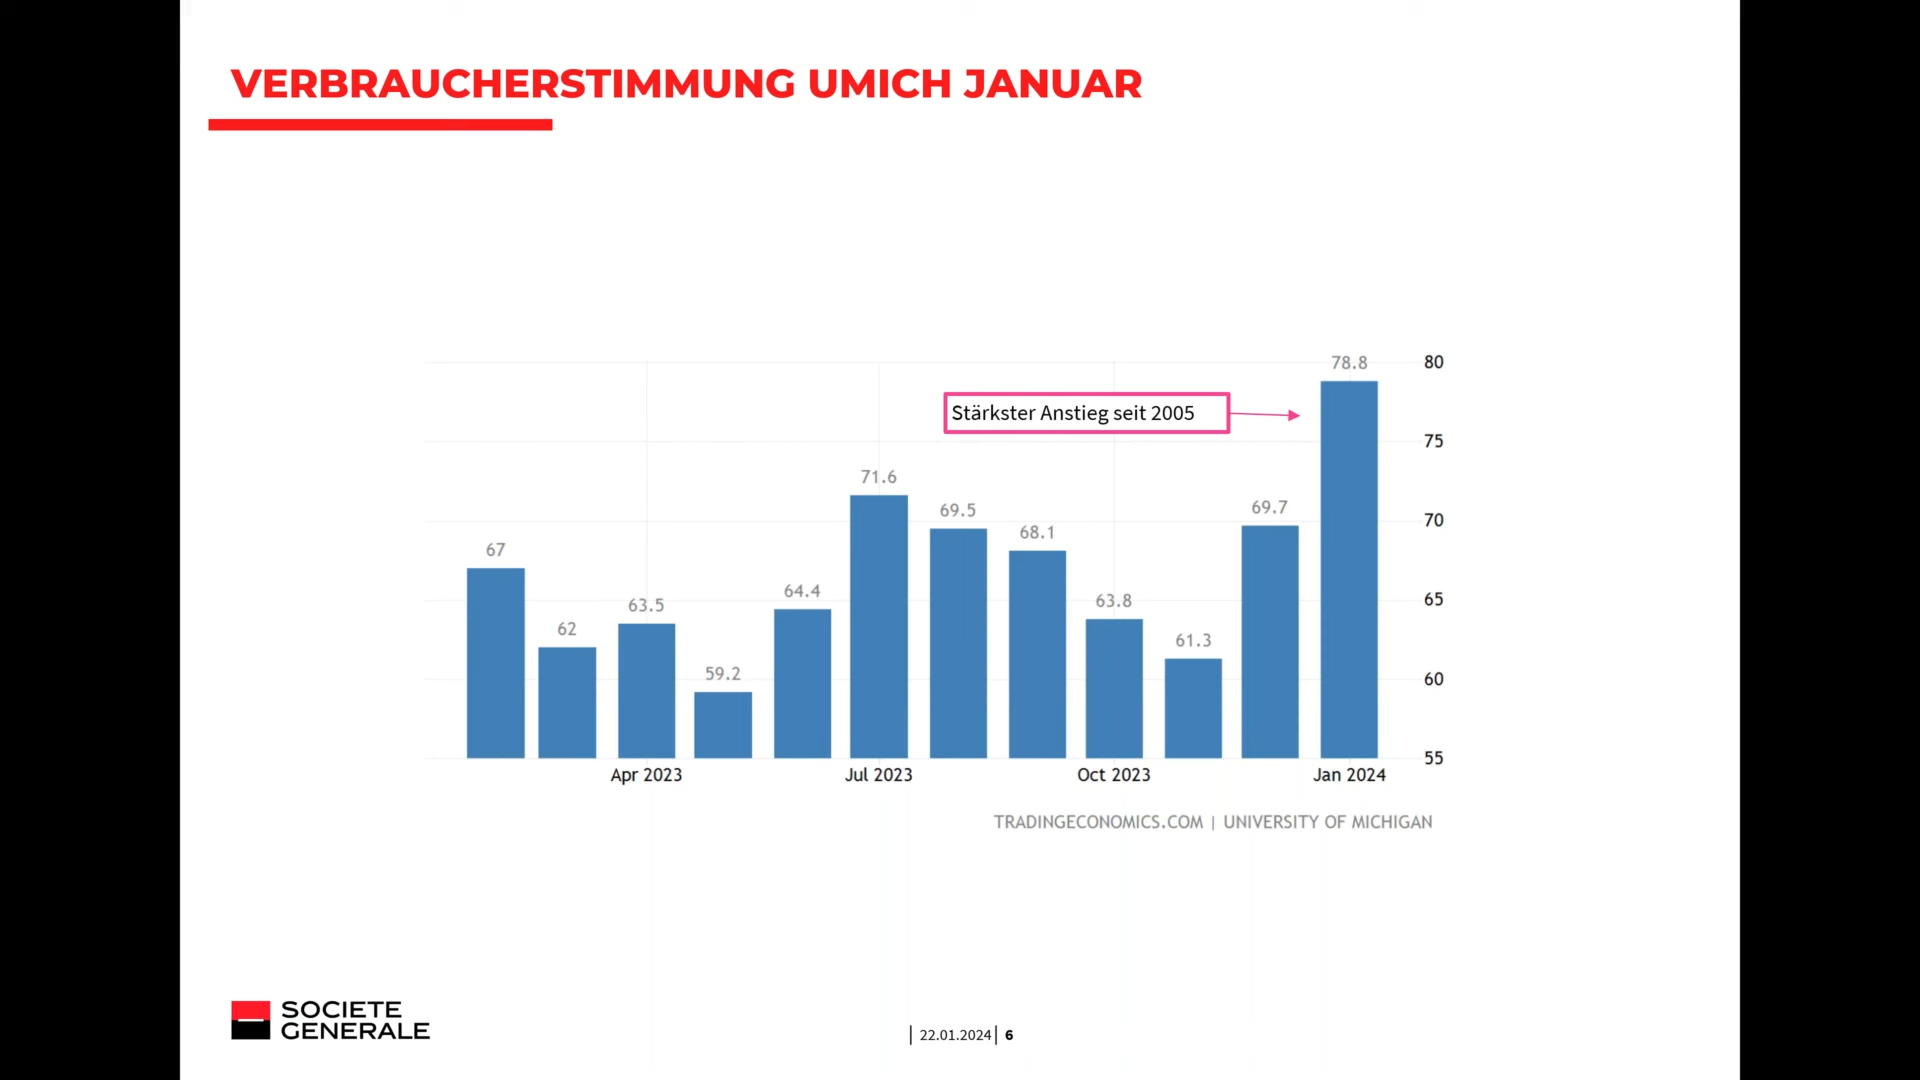 VERBRAUCHERSTIMMUNG UMICH JANUAR
78.8
80
Stärkster Anstieg seit 2005
75
71.6
69.5
69.7
70
68.1
67
64.4
63.5
63.8
65
62
61.3
59.2
60
55
Apr 2023
Jul 2023
Oct 2023
Jan 2024
TRADINGECONOMICS.COM | UNIVERSITY OF MICHIGAN
SOCIETE
GENERALE
| 22.01.2024 | 6